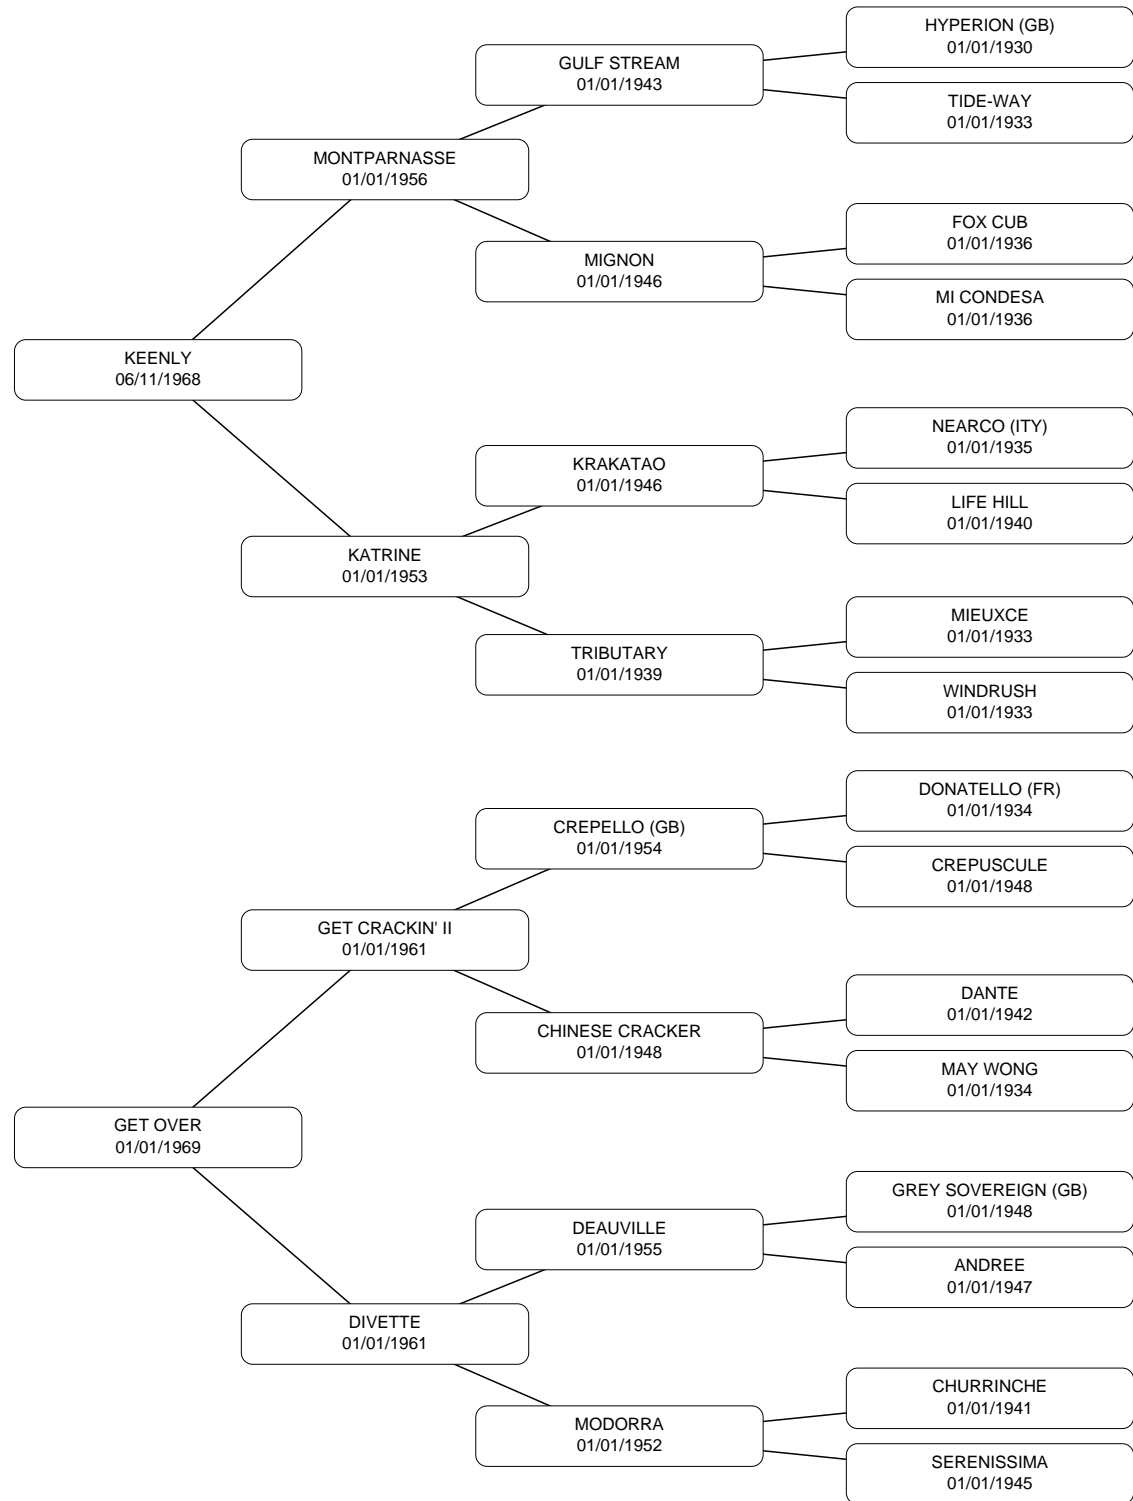 HYPERION (GB)
01/01/1930
GULF STREAM
01/01/1943
TIDE-WAY
01/01/1933
MONTPARNASSE
01/01/1956
FOX CUB
01/01/1936
MIGNON
01/01/1946
MI CONDESA
01/01/1936
KEENLY
06/11/1968
NEARCO (ITY)
01/01/1935
KRAKATAO
01/01/1946
LIFE HILL
01/01/1940
KATRINE
01/01/1953
MIEUXCE
01/01/1933
TRIBUTARY
01/01/1939
WINDRUSH
01/01/1933
DONATELLO (FR)
01/01/1934
CREPELLO (GB)
01/01/1954
CREPUSCULE
01/01/1948
GET CRACKIN' II
01/01/1961
DANTE
01/01/1942
CHINESE CRACKER
01/01/1948
MAY WONG
01/01/1934
GET OVER
01/01/1969
GREY SOVEREIGN (GB)
01/01/1948
DEAUVILLE
01/01/1955
ANDREE
01/01/1947
DIVETTE
01/01/1961
CHURRINCHE
01/01/1941
MODORRA
01/01/1952
SERENISSIMA
01/01/1945